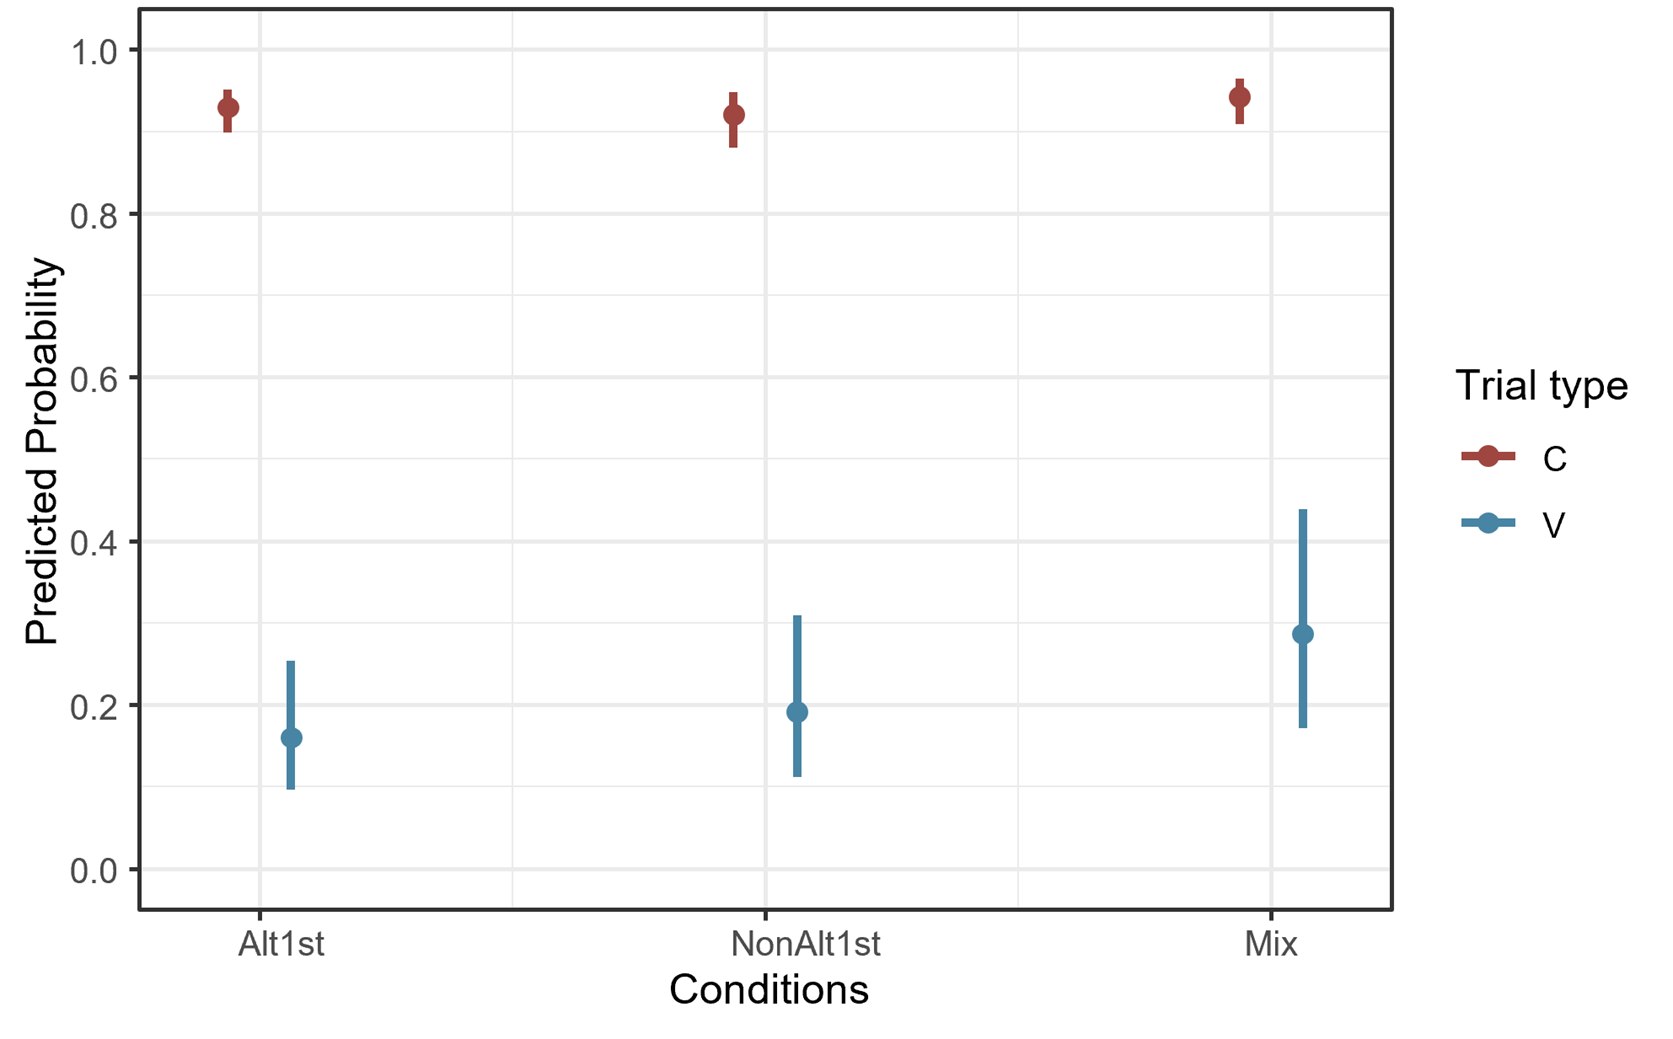 1.0
0.8
0.6
0.4
0.2
0.0
Predicted Probability
Alt1st NonAlt1st Mix
Conditions
Trial type
C
V